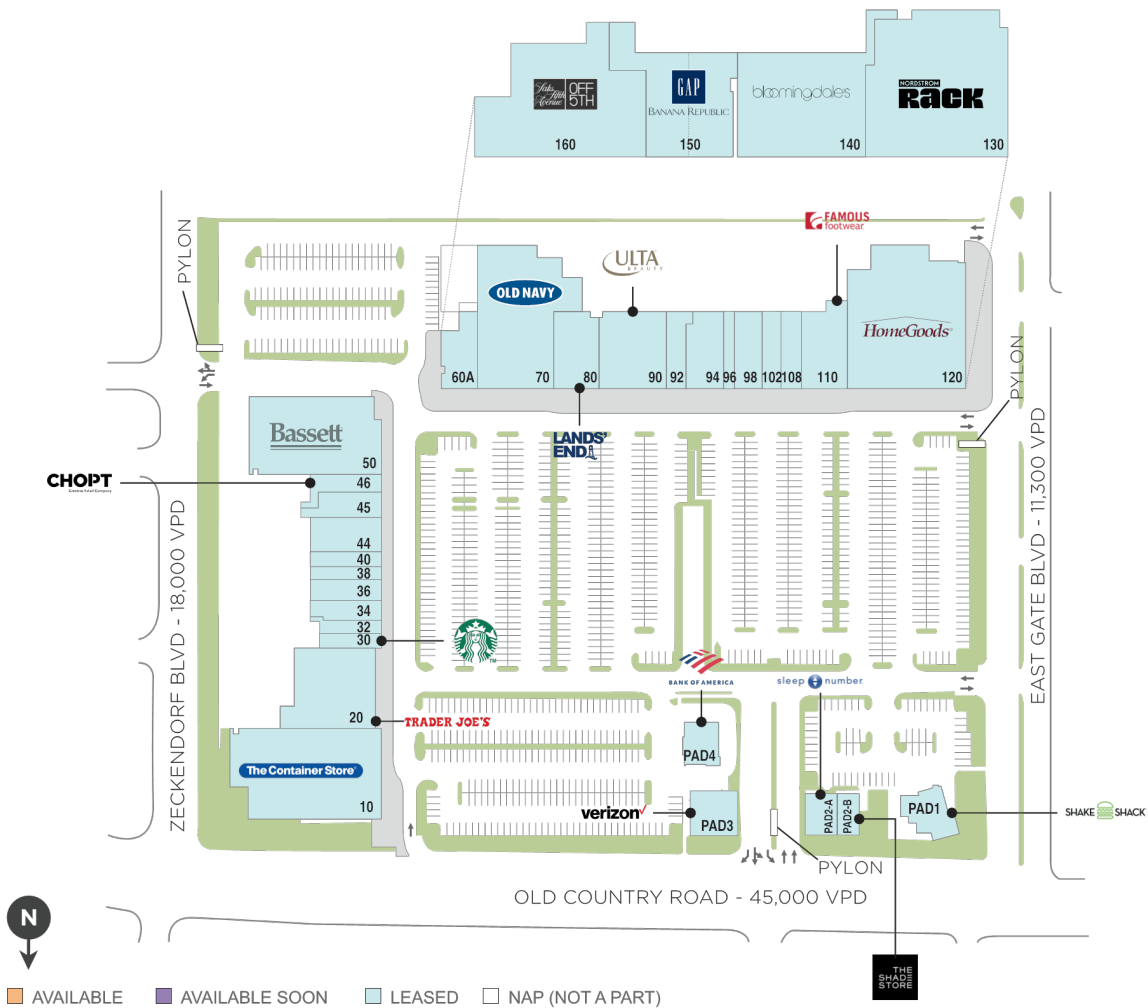 Saks
Fifth
Avenue
OFF
5TH
160
GAP
BANANA REPUBLIC
150
bloomingdale's
140
NORDSTROM
RACK
130
FAMOUS
footwear
PYLON
ULTA
BEAUTY
OLD NAVY
HomeGoods
60A
70
80
90
92
94
96
98
102
108
110
120
PYLON
LANDS'
END
Bassett
50
CHOPT
Creative Salad Company
46
45
44
40
38
36
34
32
30
ZECKENDORF BLVD - 18,000 VPD
EAST GATE BLVD - 11,300 VPD
TM
BANK OF AMERICA
sleep number
20
TRADER JOE'S
PAD4
The Container Store
10
verizon
PAD3
PAD2-A
PAD2-B
PAD1
SHAKE SHACK
PYLON
OLD COUNTRY ROAD - 45,000 VPD
N
THE
SHADE
STORE
AVAILABLE
AVAILABLE SOON
LEASED
NAP (NOT A PART)